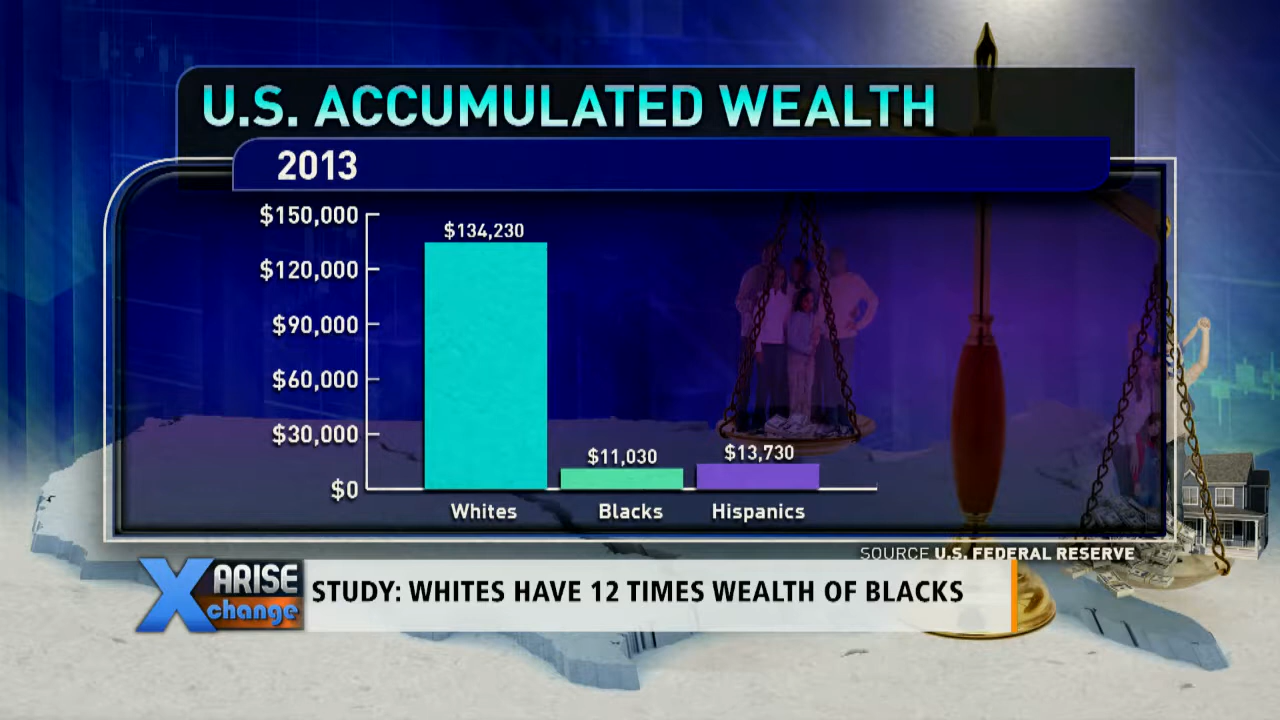 U.S. ACCUMULATED WEALTH
2013
$150,000
$120,000
$90,000
$60,000
$30,000
$0
$134,230
$11,030
$13,730
Whites Blacks Hispanics
SOURCE U.S. FEDERAL RESERVE
X ARISE
change
STUDY: WHITES HAVE 12 TIMES WEALTH OF BLACKS